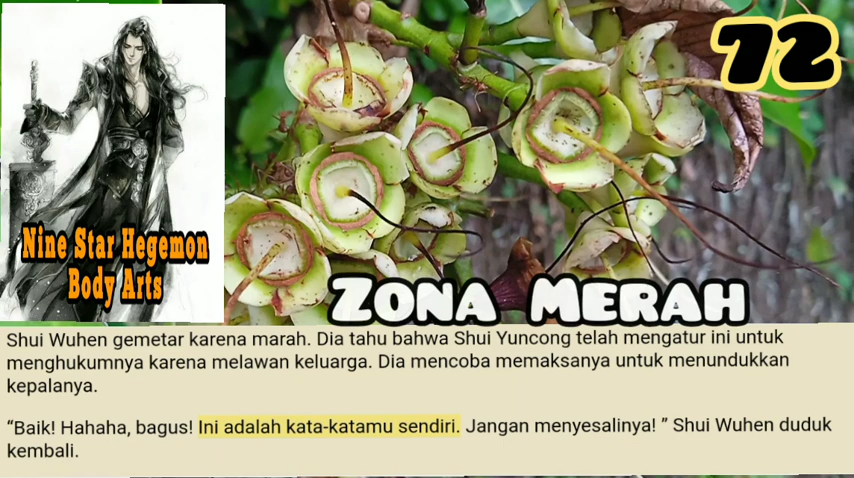 72
Nine Star Hegemon
Body Arts
ZONA MERAH
Shui Wuhen gemetar karena marah. Dia tahu bahwa Shui Yuncong telah mengatur ini untuk
menghukumnya karena melawan keluarga. Dia mencoba memaksanya untuk menundukkan
kepalanya.
“Baik! Hahaha, bagus! Ini adalah kata-katamu sendiri. Jangan menyesalinya! ” Shui Wuhen duduk
kembali.